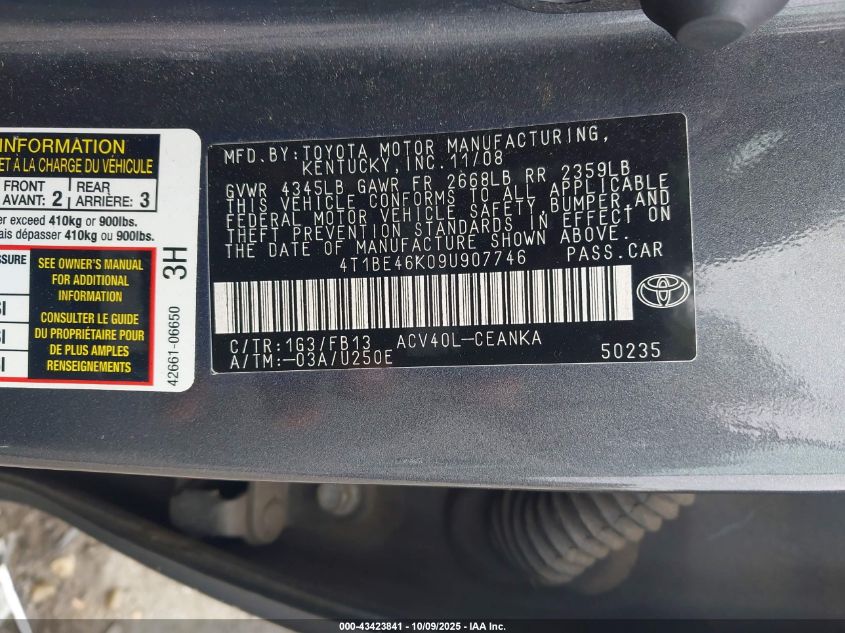 INFORMATION
ET À LA CHARGE DU VÉHICULE
FRONT
AVANT: 2
REAR
ARRIÈRE: 3
er exceed 410kg or 900lbs.
ais dépasser 410kg ou 900lbs.
SSURE
SEE OWNER'S MANUAL
FOR ADDITIONAL
INFORMATION
CONSULTER LE GUIDE
DU PROPRIÉTAIRE POUR
DE PLUS AMPLES
RENSEIGNEMENTS
SI
SI
SI
3H
42661-06650
MFD. BY: TOYOTA MOTOR MANUFACTURING,
KENTUCKY, INC. 11/08
GVWR 4345LB GAWR FR 2668LB RR 2359LB
THIS VEHICLE CONFORMS TO ALL APPLICABLE
FEDERAL MOTOR VEHICLE SAFETY, BUMPER, AND
THEFT PREVENTION STANDARDS IN EFFECT ON
THE DATE OF MANUFACTURE SHOWN ABOVE.
4T1BE46K09U907746 PASS. CAR
C/TR: 1G3/FB13 ACV40L-CEANKA
A/TM: -03A/U250E 50235
000-43423841 - 10/09/2025 - IAA Inc.